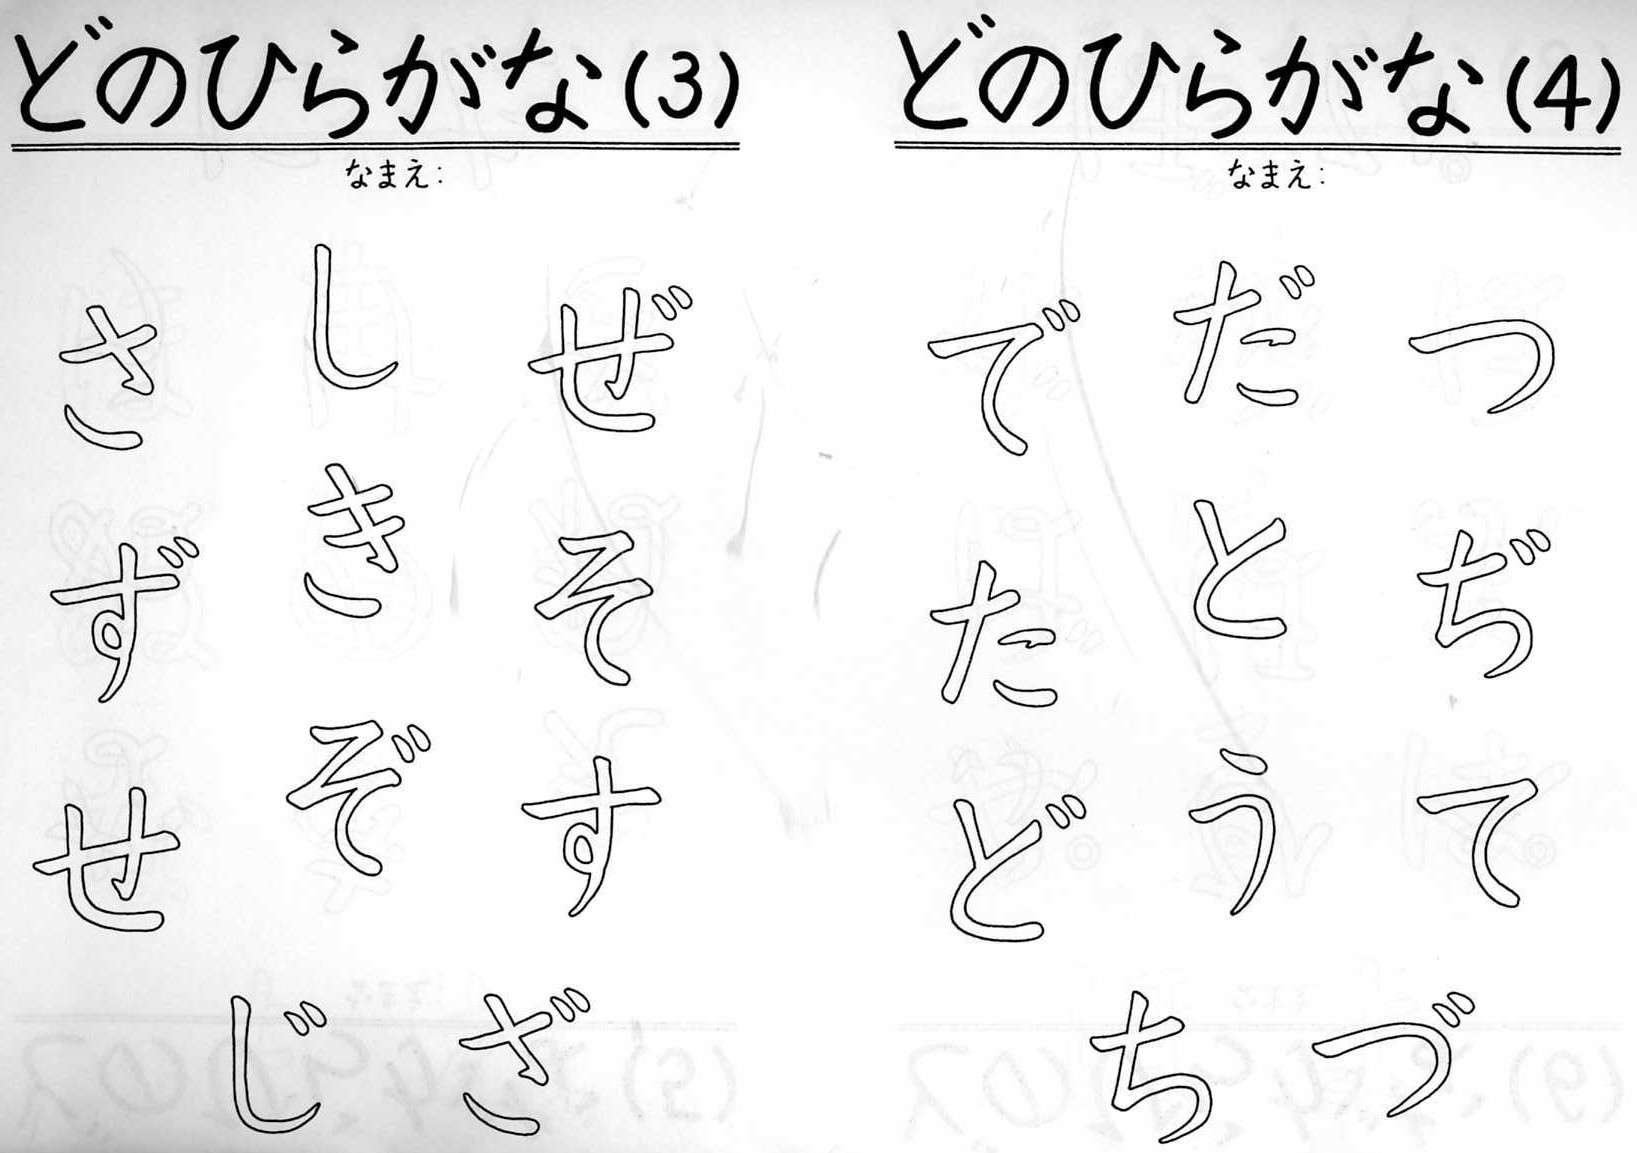 どのひらがな(3)
なまえ:
さ し ぜ
ず き そ
せ ぞ す
じ ざ
どのひらがな(4)
なまえ:
で だ つ
た と ぢ
ど う て
ち づ